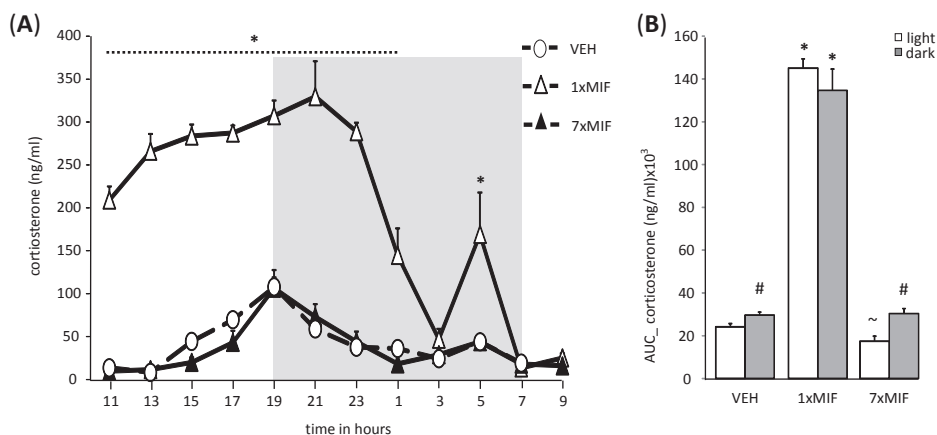 (A)
400
350
300
250
200
150
100
50
0
cortiosterone (ng/ml)
*
*
VEH
1xMIF
7xMIF
11 13 15 17 19 21 23 1 3 5 7 9
time in hours
(B)
160
140
120
100
80
60
40
20
0
AUC_ corticosterone (ng/ml)x10³
light
dark
* *
# ~ #
VEH 1xMIF 7xMIF